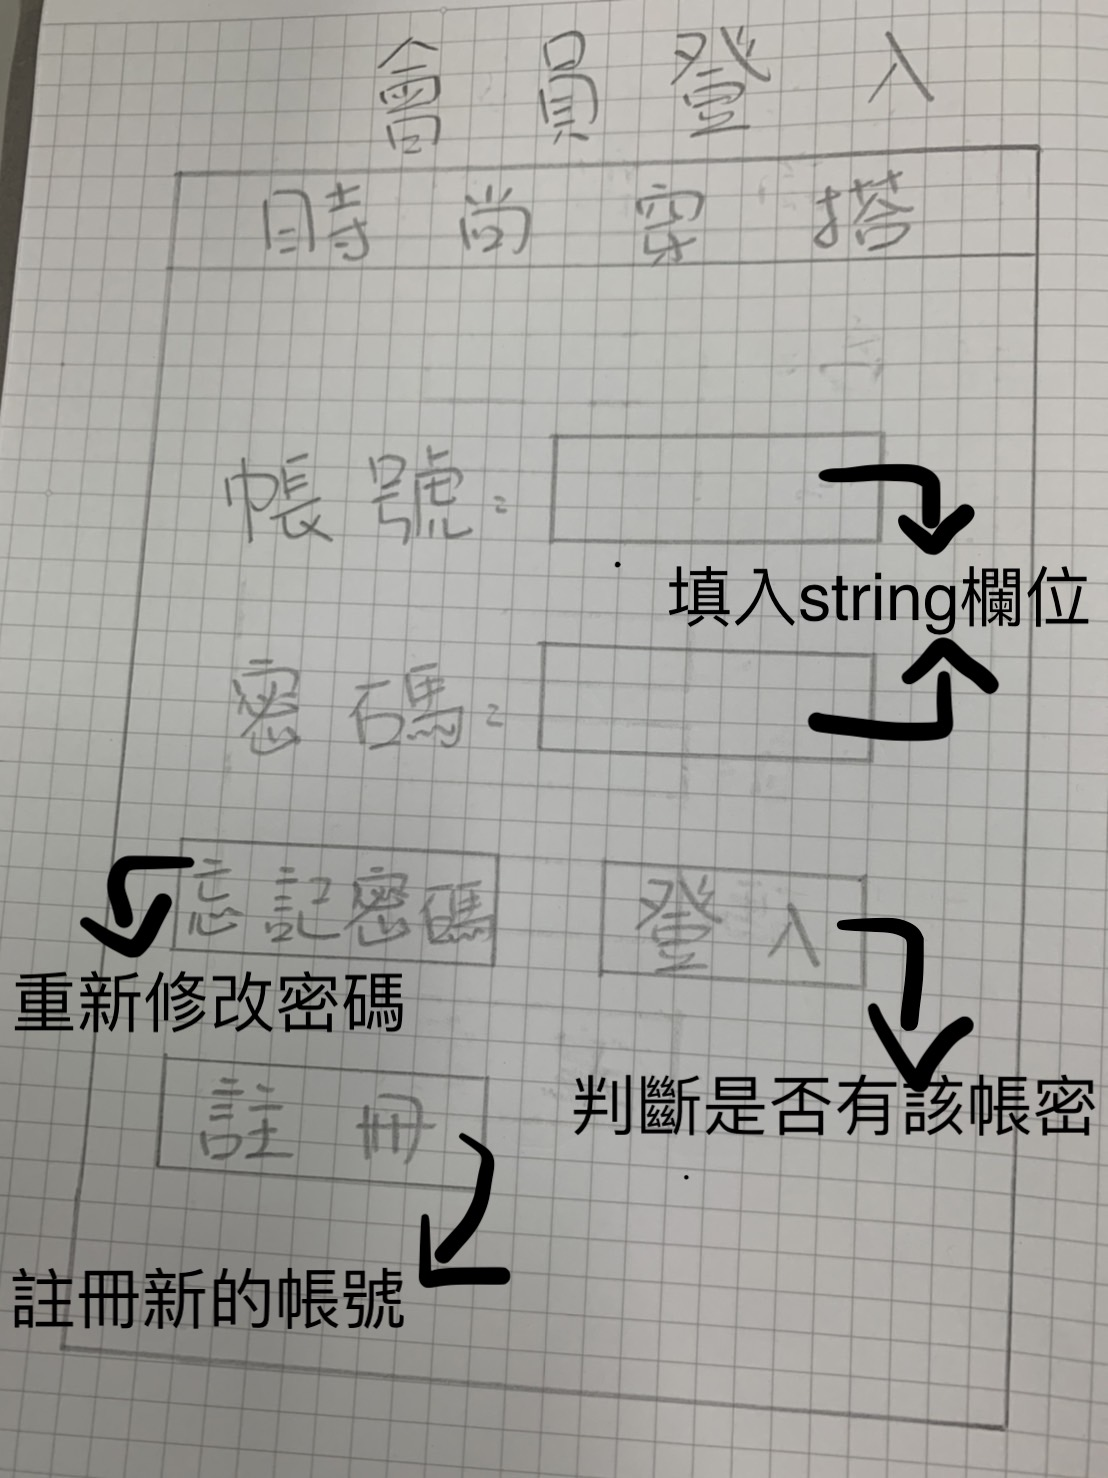 會員登入
時尚穿搭
帳號:
填入string欄位
密碼:
忘記密碼 登入
重新修改密碼
判斷是否有該帳密
註冊
註冊新的帳號